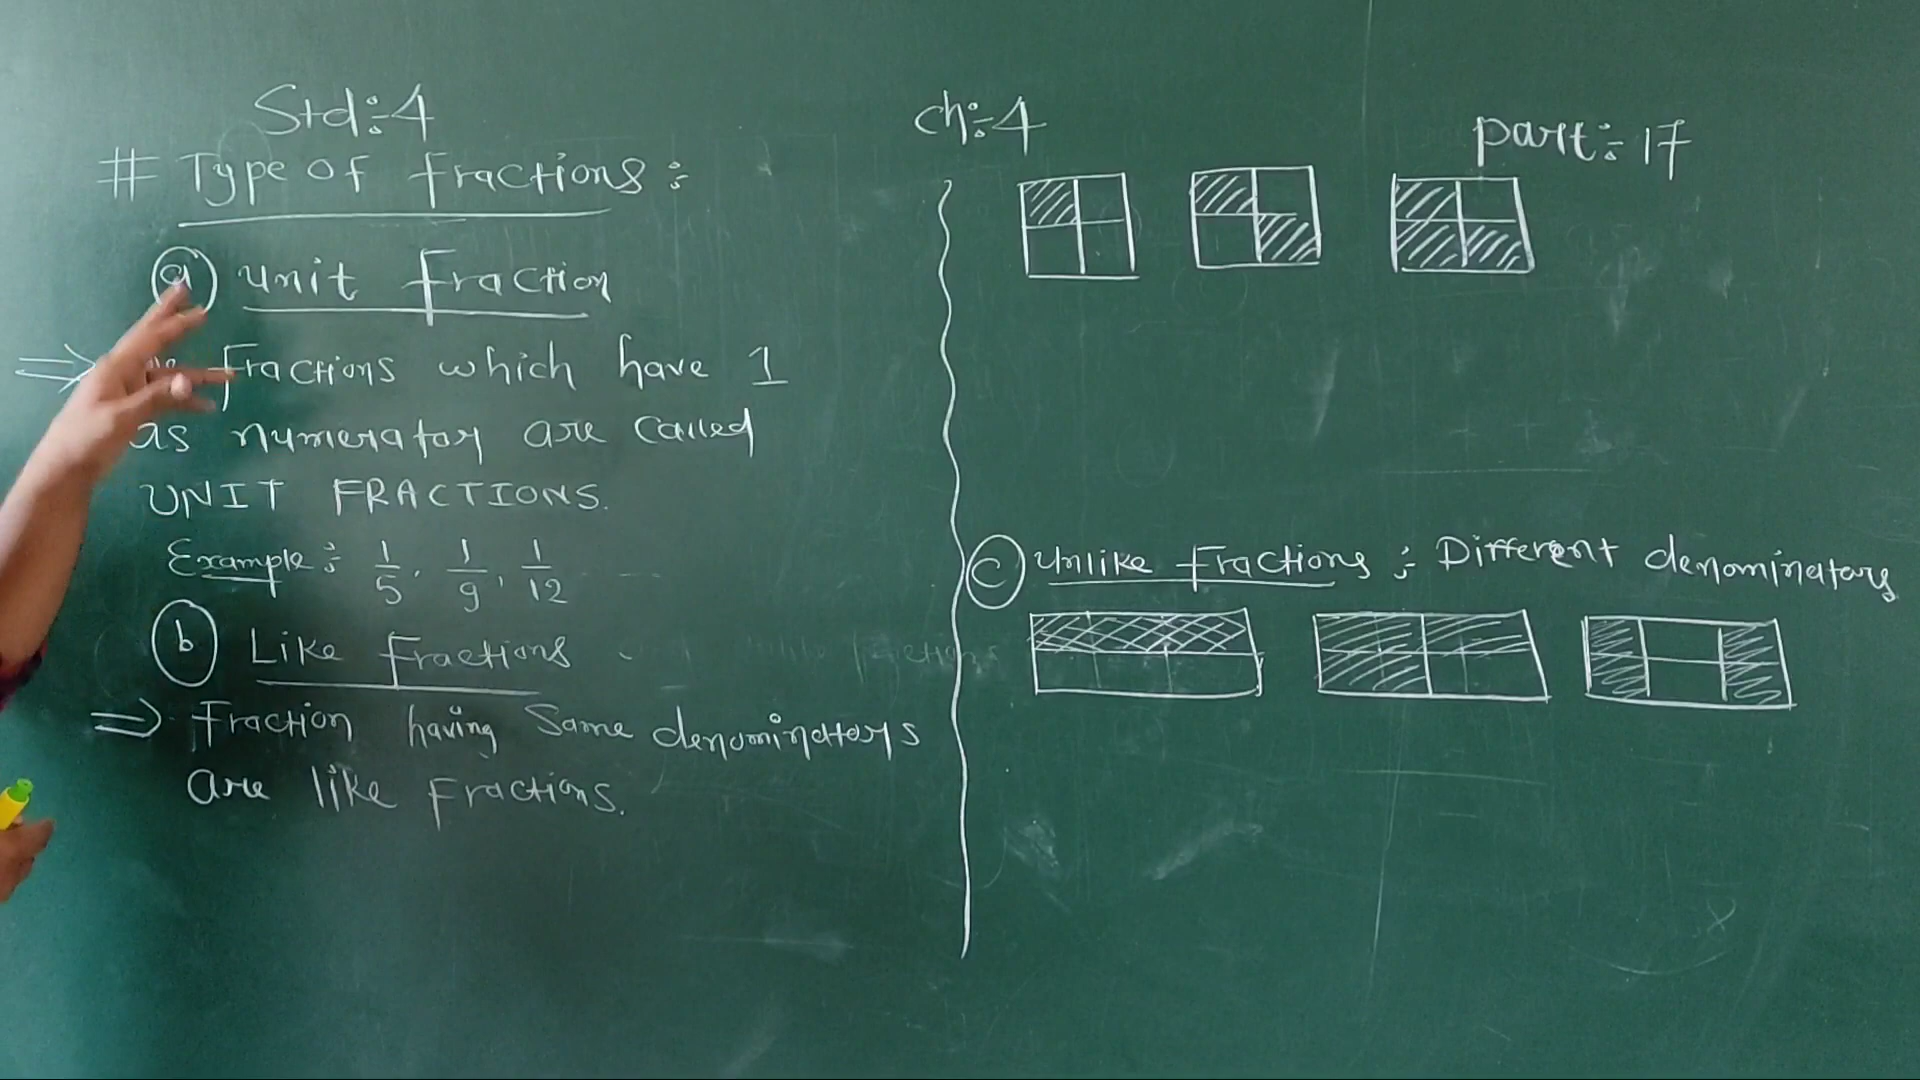 Std:-4
ch:-4
part:-17
# Type of fractions :-
a unit fraction
⇒ fractions which have 1
as numerator are called
UNIT FRACTIONS.
Example :- 1/5, 1/9, 1/12 - --
b Like fractions -
⇒ Fraction having same denominators
are like fractions.
c Unlike fractions :- Different denominators